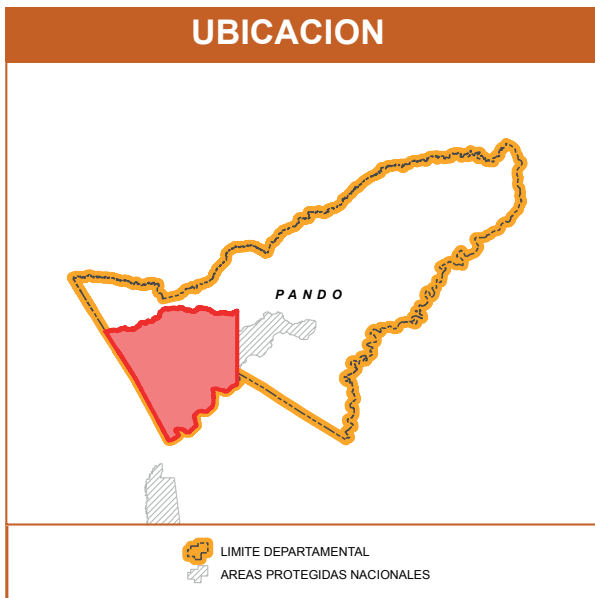 UBICACION
PANDO
LIMITE DEPARTAMENTAL
AREAS PROTEGIDAS NACIONALES